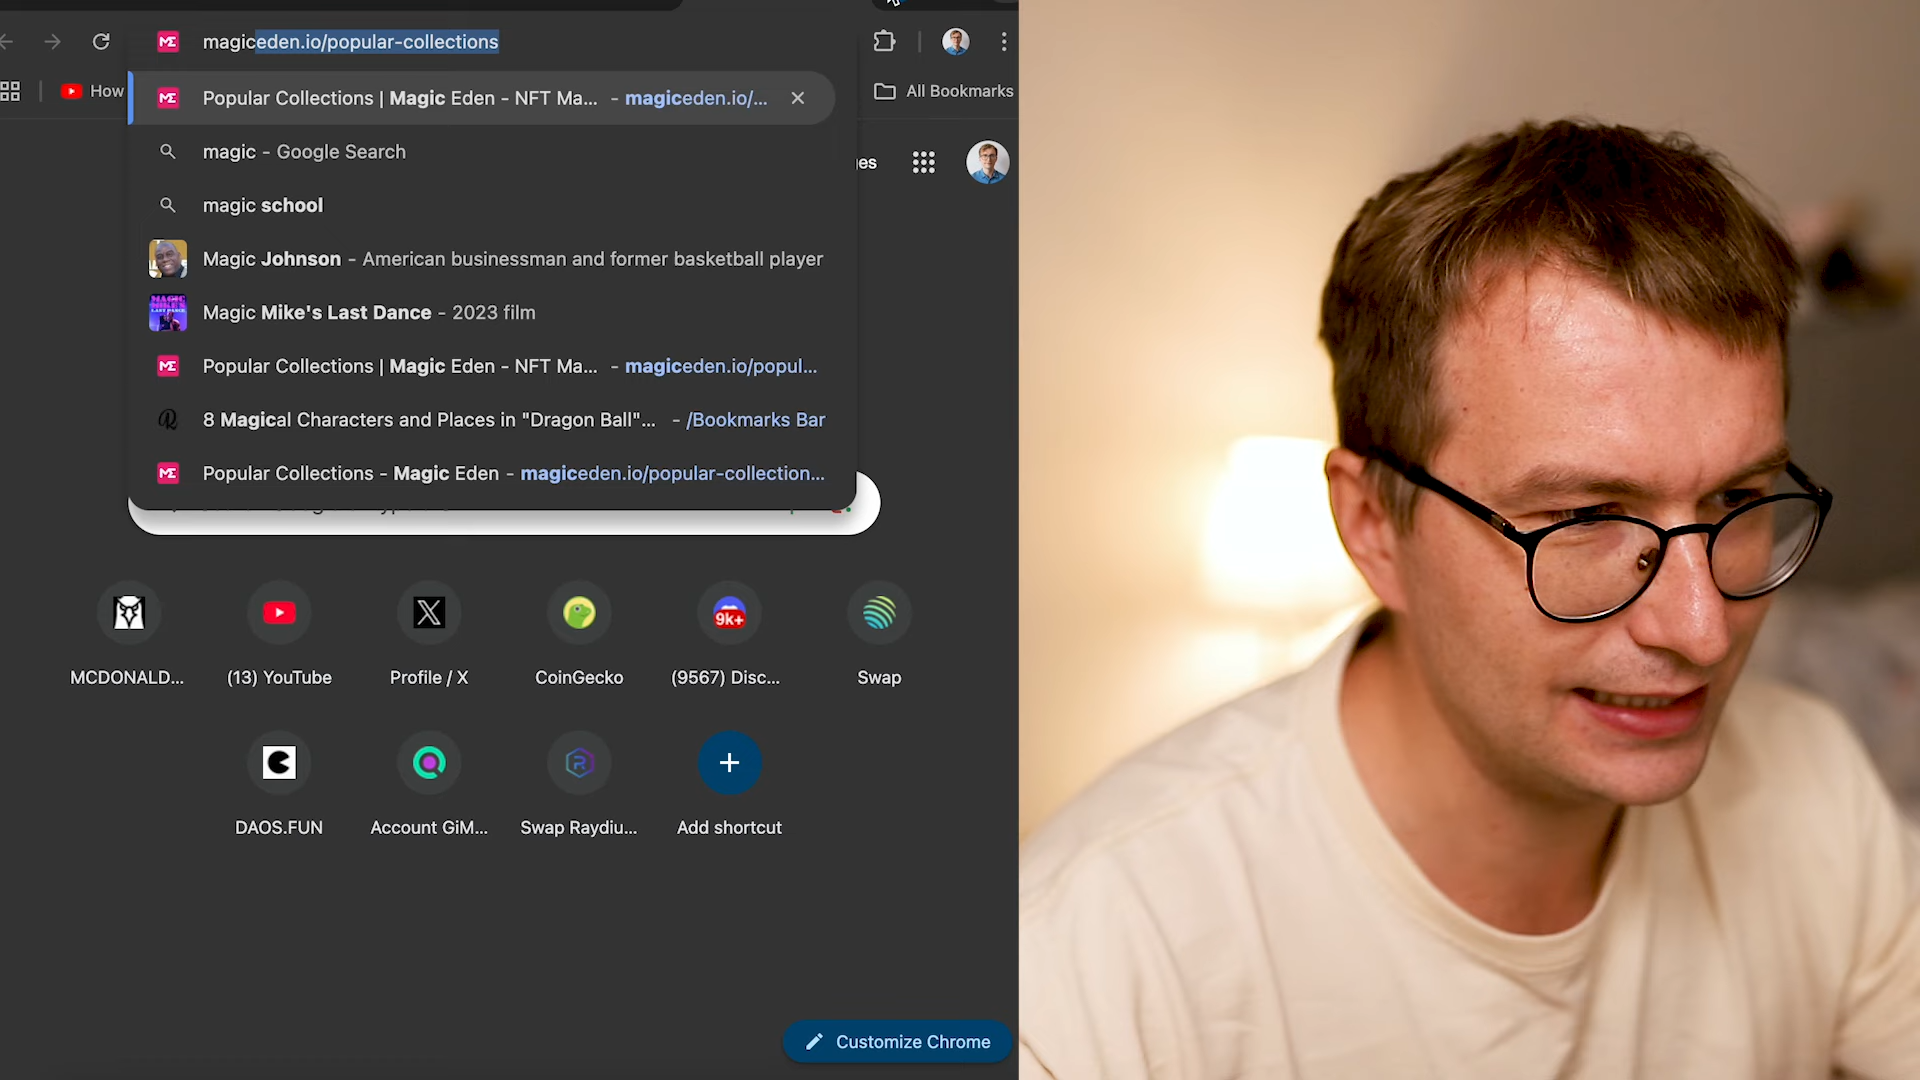 magiceden.io/popular-collections
How
All Bookmarks
Popular Collections | Magic Eden - NFT Ma... - magiceden.io/...
magic - Google Search
es
magic school
Magic Johnson - American businessman and former basketball player
Magic Mike's Last Dance - 2023 film
Popular Collections | Magic Eden - NFT Ma... - magiceden.io/popul...
8 Magical Characters and Places in "Dragon Ball"... - /Bookmarks Bar
Popular Collections - Magic Eden - magiceden.io/popular-collection...
9k+
MCDONALD...
(13) YouTube
Profile / X
CoinGecko
(9567) Disc...
Swap
DAOS.FUN
Account GiM...
Swap Raydiu...
Add shortcut
Customize Chrome